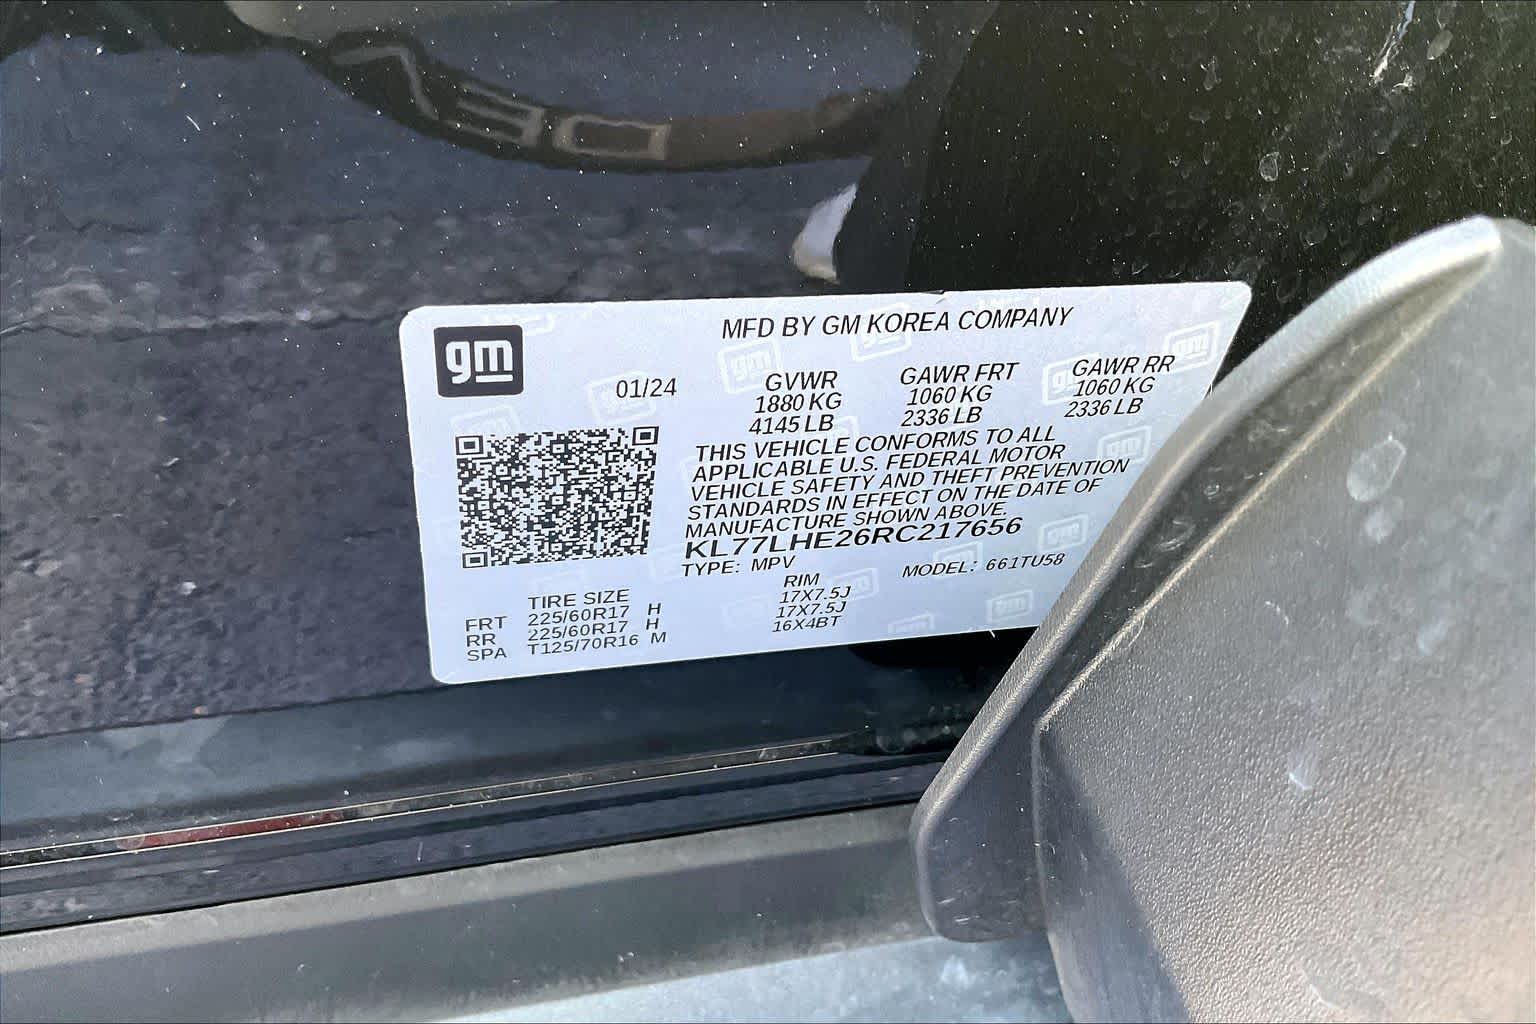 gm
01/24
MFD BY GM KOREA COMPANY
GVWR GAWR FRT GAWR RR
1880 KG 1060 KG 1060 KG
4145 LB 2336 LB 2336 LB
THIS VEHICLE CONFORMS TO ALL
APPLICABLE U.S. FEDERAL MOTOR
VEHICLE SAFETY AND THEFT PREVENTION
STANDARDS IN EFFECT ON THE DATE OF
MANUFACTURE SHOWN ABOVE.
KL77LHE26RC217656
TYPE: MPV MODEL: 661TU58
TIRE SIZE RIM
FRT 225/60R17 H 17X7.5J
RR 225/60R17 H 17X7.5J
SPA T125/70R16 M 16X4BT